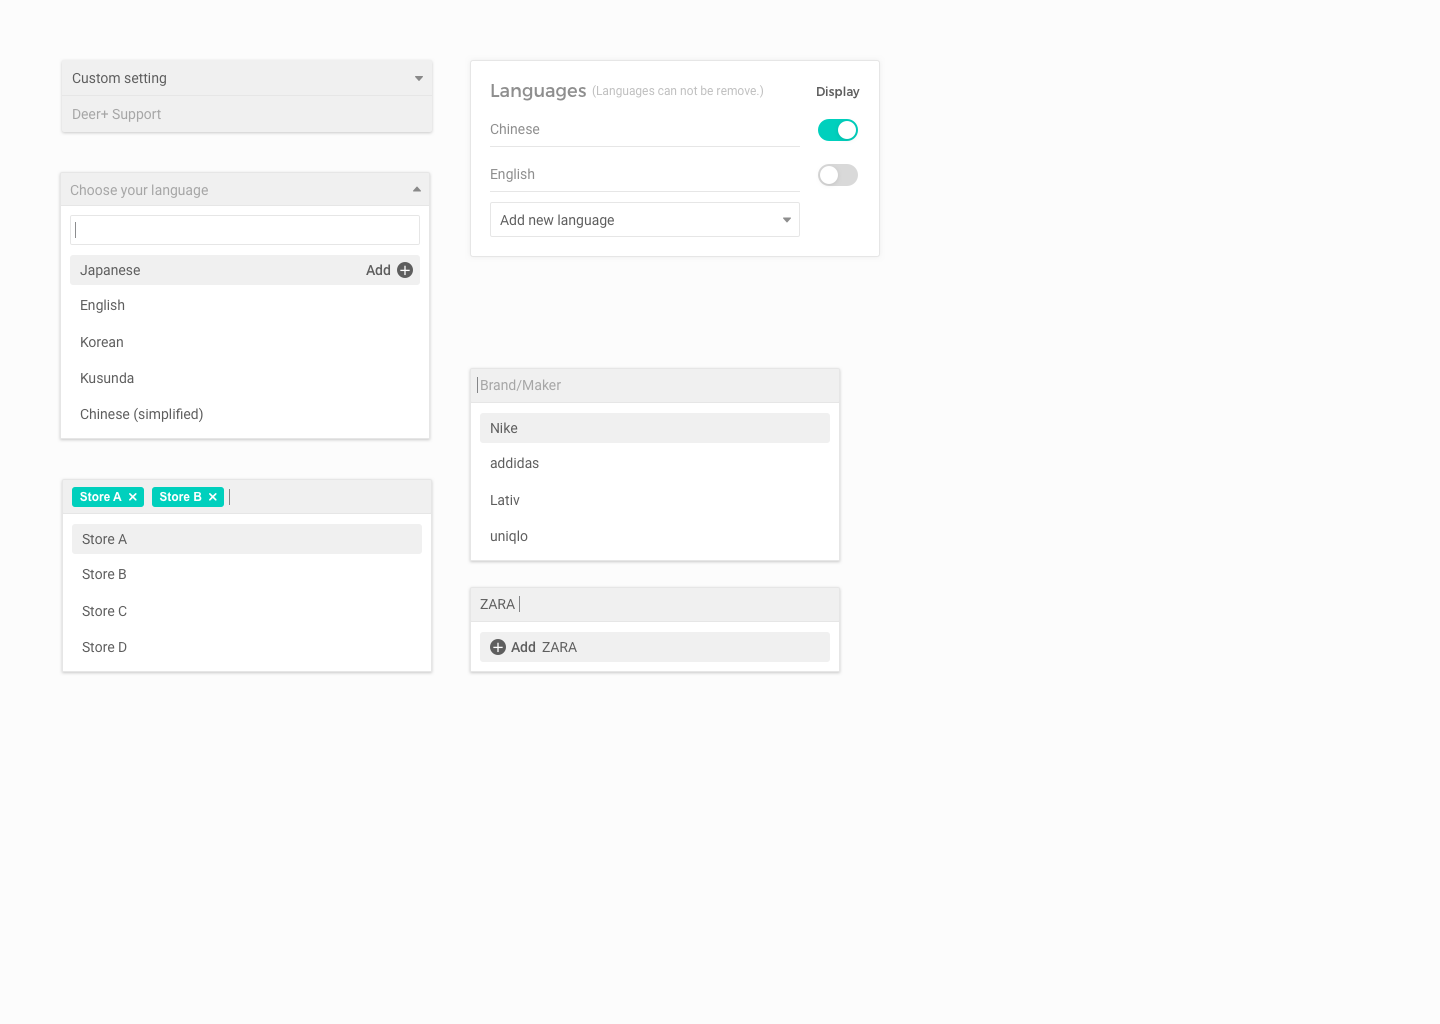 Custom setting
Deer+ Support
Choose your language
Japanese Add
English
Korean
Kusunda
Chinese (simplified)
Store A Store B
Store A
Store B
Store C
Store D
Languages (Languages can not be remove.) Display
Chinese
English
Add new language
Brand/Maker
Nike
addidas
Lativ
uniqlo
ZARA
Add ZARA